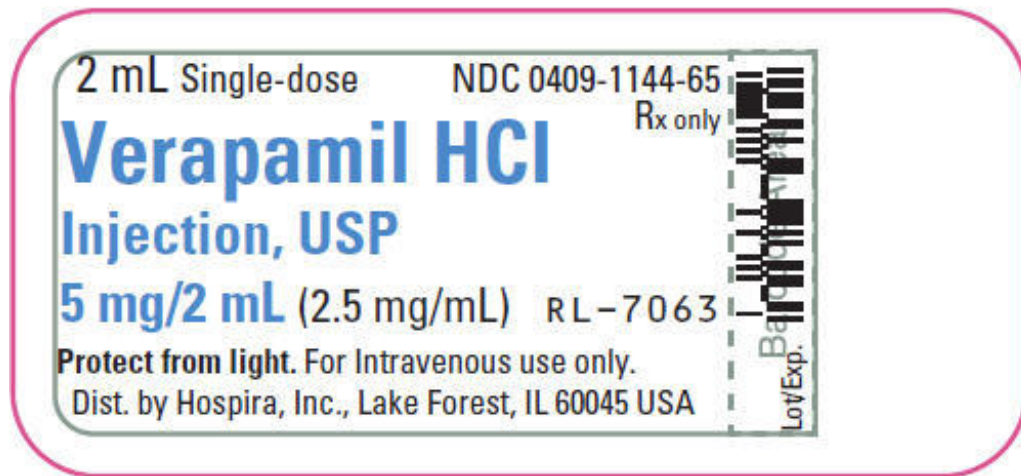 2 mL Single-dose NDC 0409-1144-65
Rx only
Verapamil HCl
Injection, USP
5 mg/2 mL (2.5 mg/mL) RL-7063
Protect from light. For Intravenous use only.
Dist. by Hospira, Inc., Lake Forest, IL 60045 USA
Barcode Area
Lot/Exp.